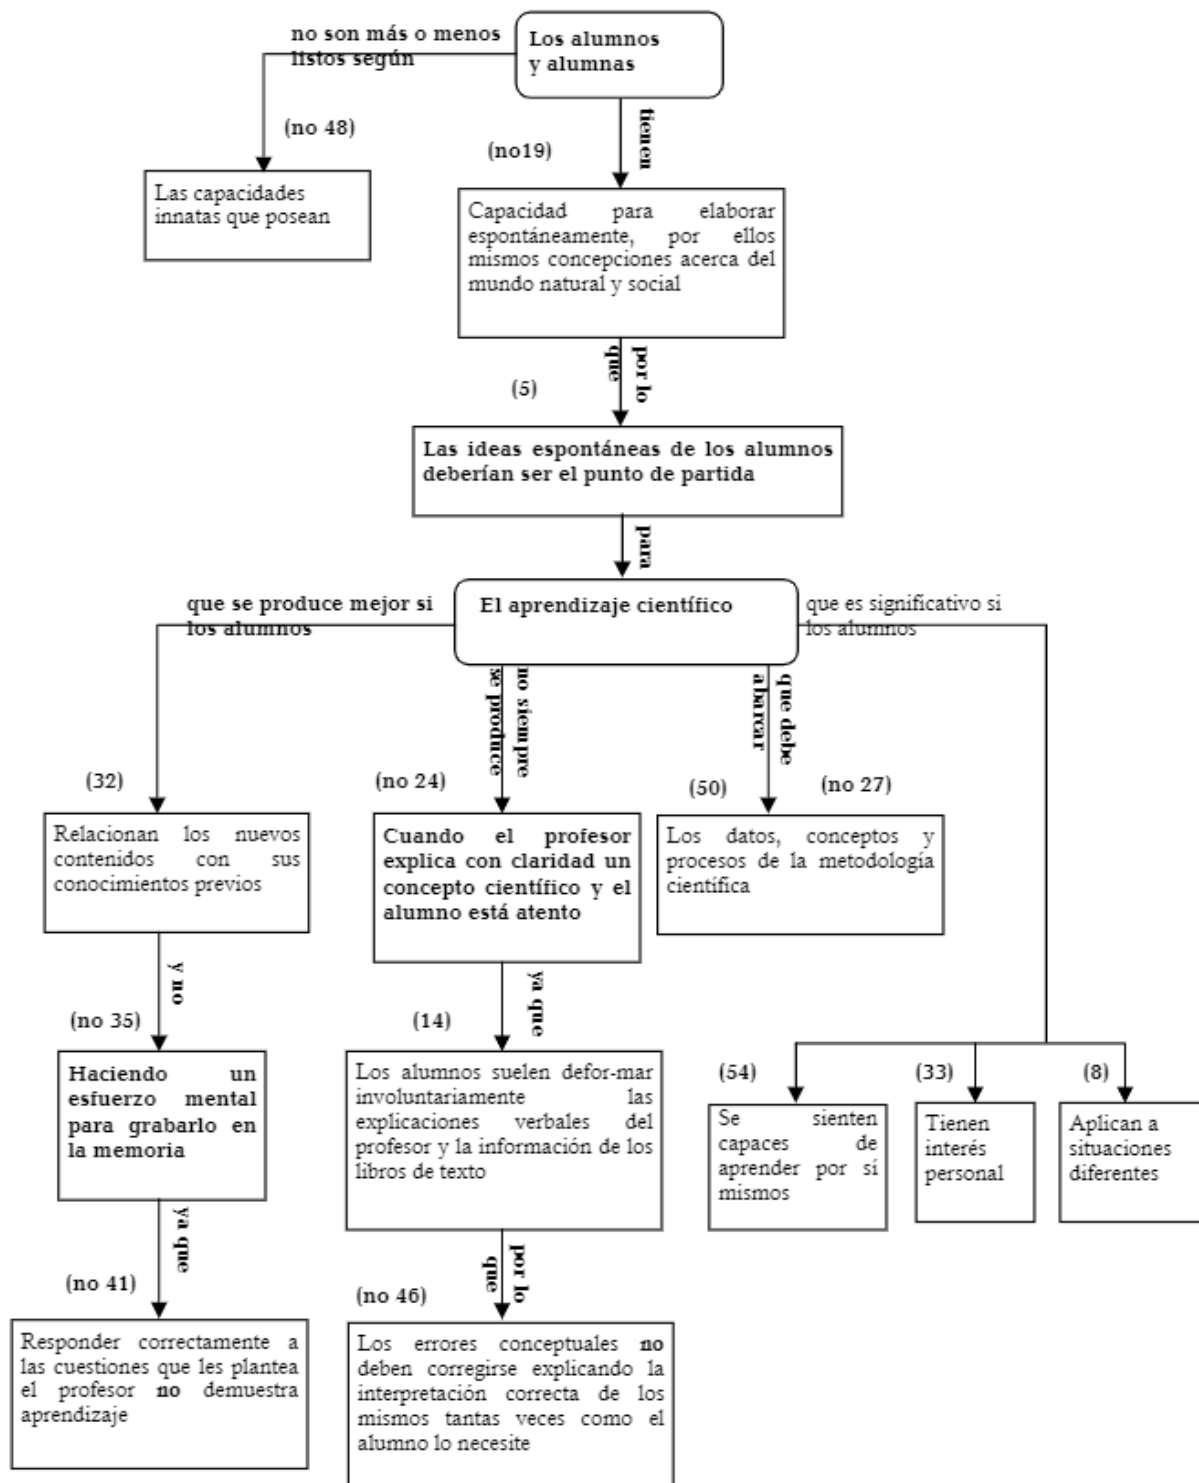 no son más o menos
listos según
Los alumnos
y alumnas
(no 48)
tienen
(no19)
Las capacidades
innatas que posean
Capacidad para elaborar
espontáneamente, por ellos
mismos concepciones acerca del
mundo natural y social
por lo
que
(5)
Las ideas espontáneas de los alumnos
deberían ser el punto de partida
para
que se produce mejor si
los alumnos
El aprendizaje científico
que es significativo si
los alumnos
no siempre
se produce
que debe
abarcar
(32)
(no 24)
(50)
(no 27)
Relacionan los nuevos
contenidos con sus
conocimientos previos
Cuando el profesor
explica con claridad un
concepto científico y el
alumno está atento
Los datos, conceptos y
procesos de la metodología
científica
y no
ya que
(no 35)
(14)
Haciendo un
esfuerzo mental
para grabarlo en
la memoria
Los alumnos suelen defor-mar
involuntariamente las
explicaciones verbales del
profesor y la información de los
libros de texto
(54)
(33)
(8)
Se sienten
capaces de
aprender por sí
mismos
Tienen
interés
personal
Aplican a
situaciones
diferentes
ya que
por lo
que
(no 41)
(no 46)
Responder correctamente a
las cuestiones que les plantea
el profesor no demuestra
aprendizaje
Los errores conceptuales no
deben corregirse explicando la
interpretación correcta de los
mismos tantas veces como el
alumno lo necesite